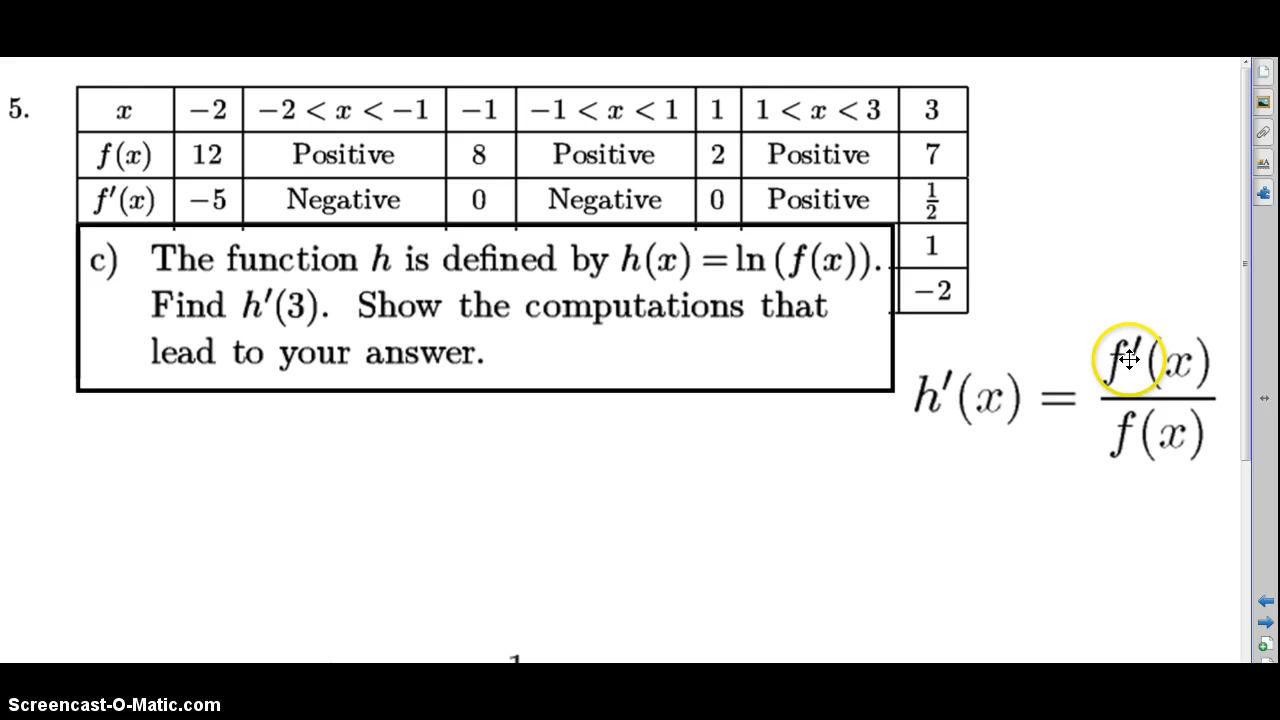 5.
x −2 −2 < x < −1 −1 −1 < x < 1 1 1 < x < 3 3
f(x) 12 Positive 8 Positive 2 Positive 7
f′(x) −5 Negative 0 Negative 0 Positive 1/2
1
−2
c) The function h is defined by h(x) = ln (f(x)).
Find h′(3). Show the computations that
lead to your answer.
h′(x) = f′(x)/f(x)
Screencast-O-Matic.com